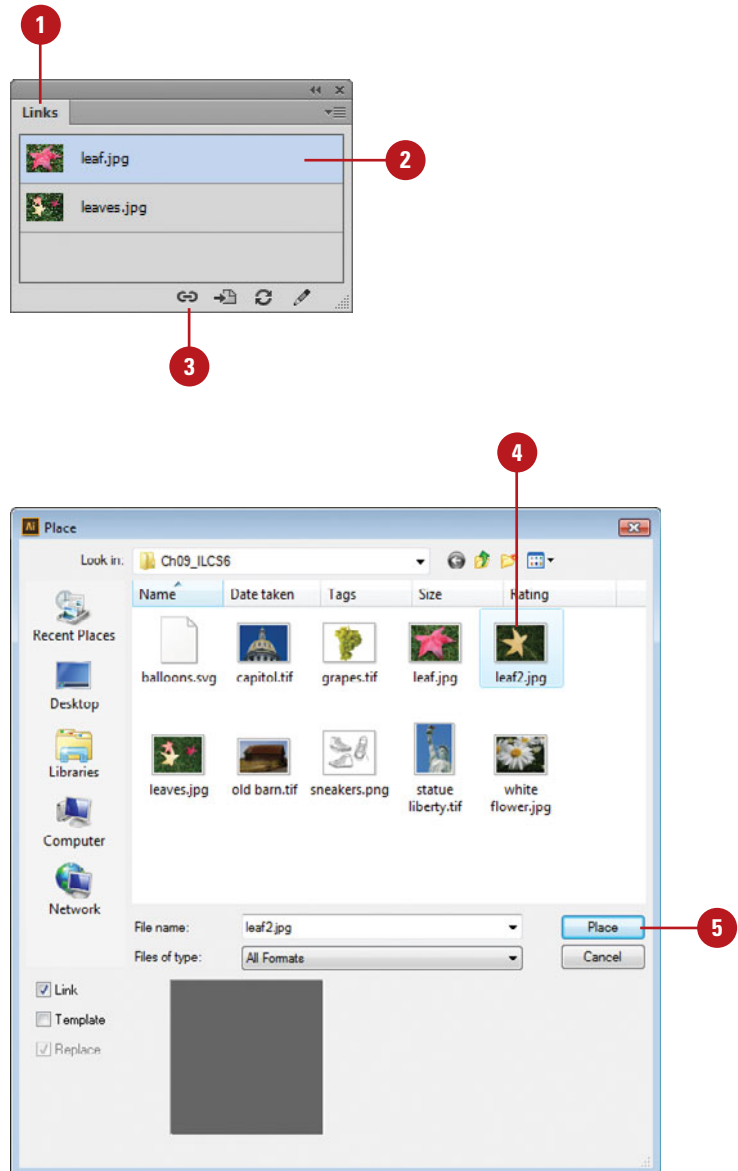 1
Links
leaf.jpg
2
leaves.jpg
3
4
Ai Place
Look in: Ch09_ILCS6
Name Date taken Tags Size Rating
Recent Places
Desktop
Libraries
Computer
Network
balloons.svg capitol.tif grapes.tif leaf.jpg leaf2.jpg
leaves.jpg old barn.tif sneakers.png statue liberty.tif white flower.jpg
File name: leaf2.jpg Place
5
Files of type: All Formats Cancel
Link
Template
Replace